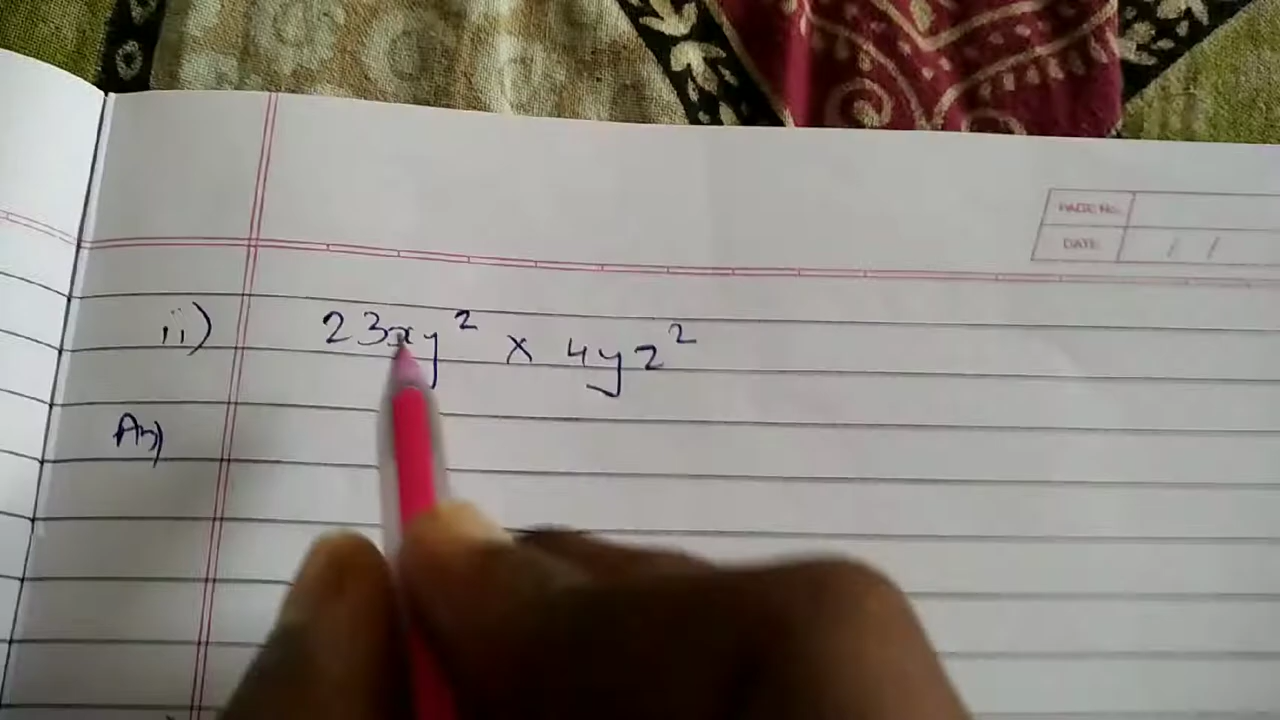 PAGE No.
DATE / /
ii) 23xy² × 4yz²
Ans)